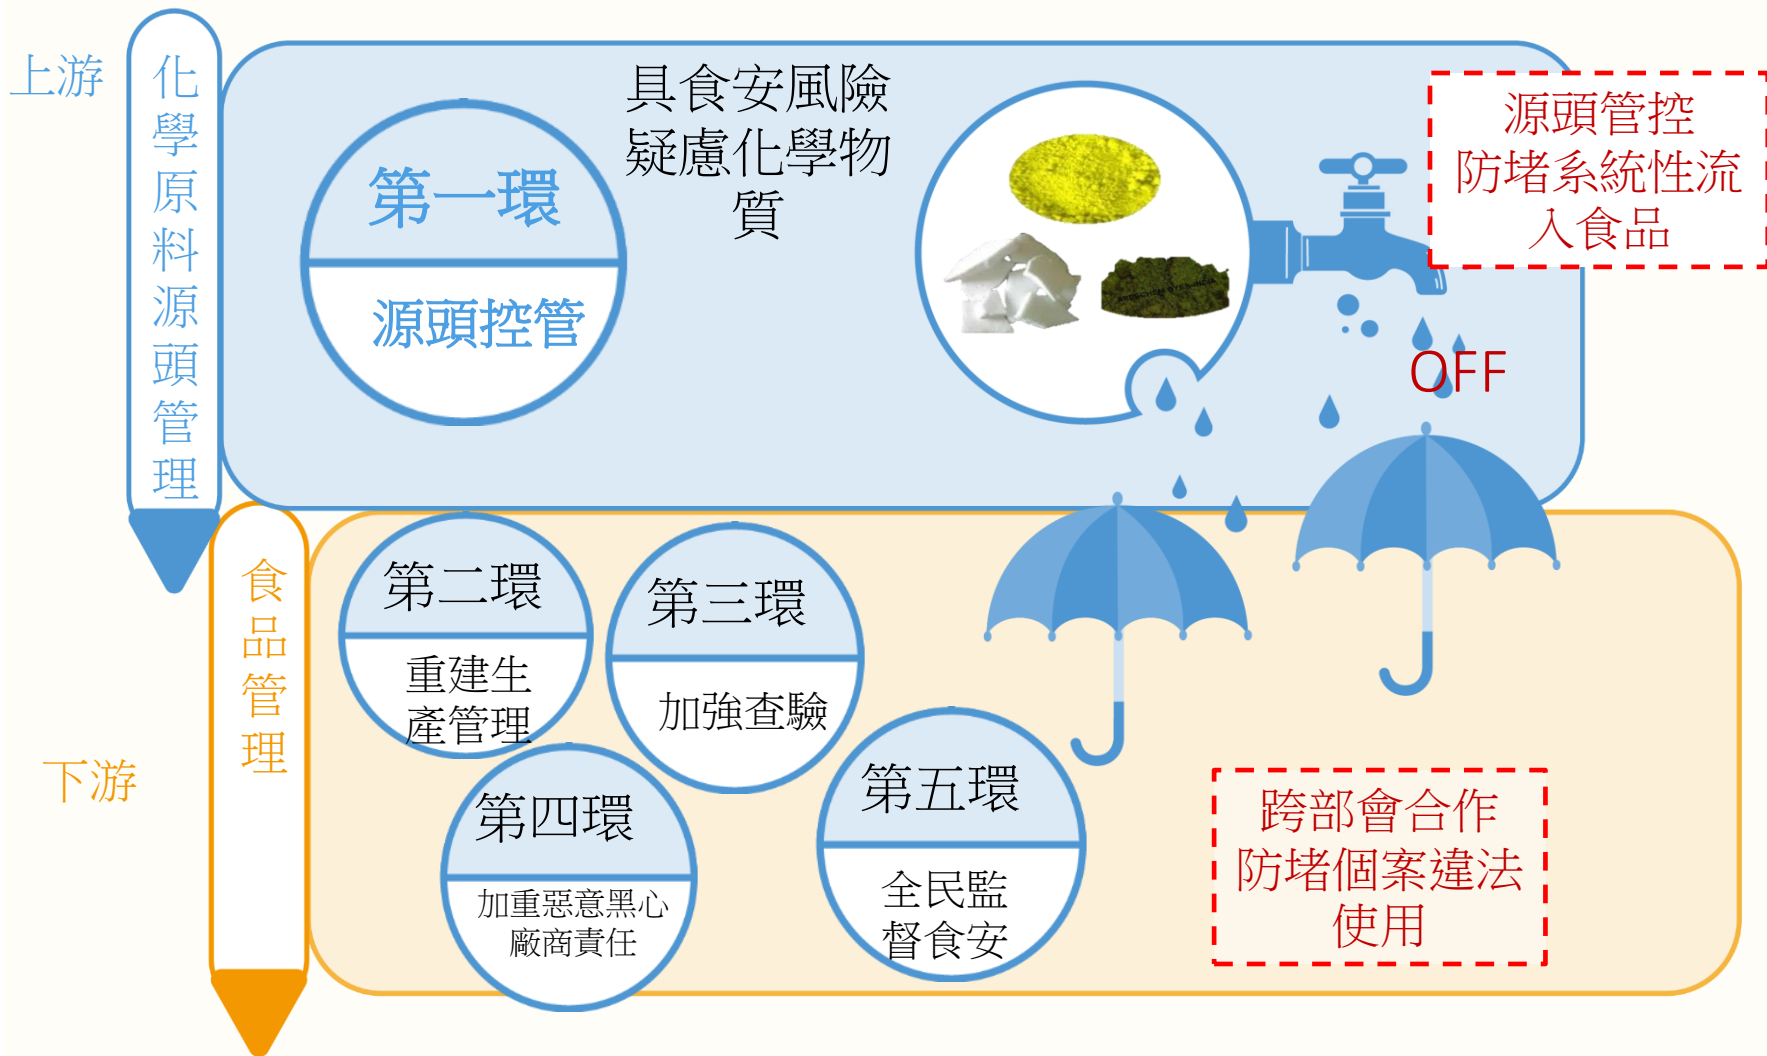 上游
化學原料源頭管理
第一環
源頭控管
具食安風險
疑慮化學物
質
源頭管控
防堵系統性流
入食品
OFF
下游
食品管理
第二環
重建生
產管理
第三環
加強查驗
第四環
加重惡意黑心
廠商責任
第五環
全民監
督食安
跨部會合作
防堵個案違法
使用